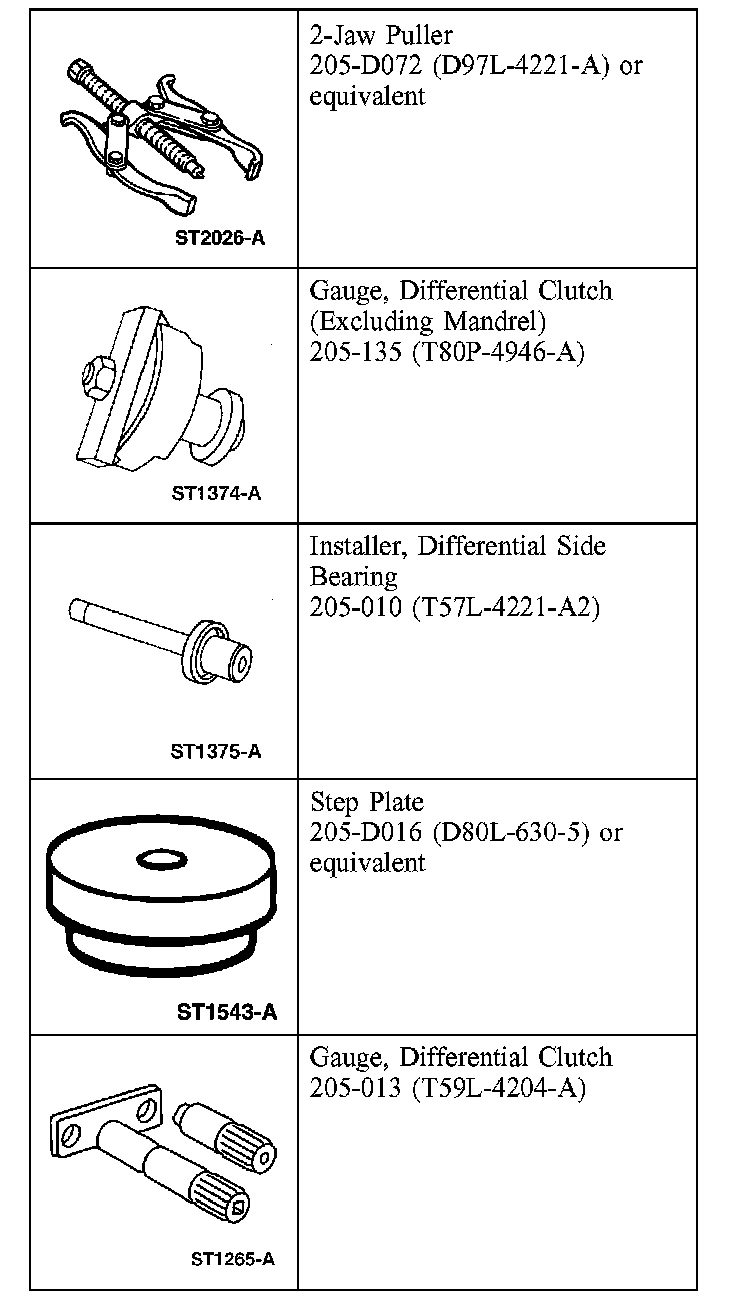 2-Jaw Puller
205-D072 (D97L-4221-A) or
equivalent
ST2026-A
Gauge, Differential Clutch
(Excluding Mandrel)
205-135 (T80P-4946-A)
ST1374-A
Installer, Differential Side
Bearing
205-010 (T57L-4221-A2)
ST1375-A
Step Plate
205-D016 (D80L-630-5) or
equivalent
ST1543-A
Gauge, Differential Clutch
205-013 (T59L-4204-A)
ST1265-A